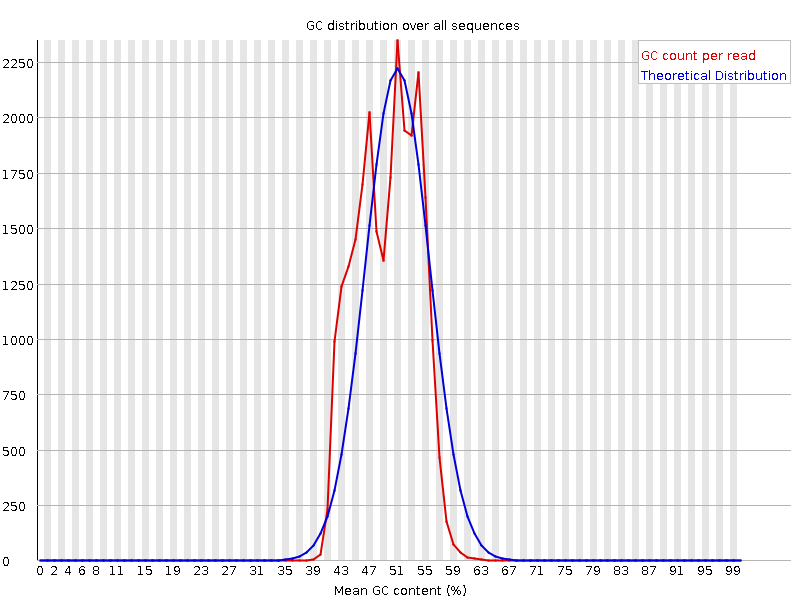 GC distribution over all sequences
GC count per read
Theoretical Distribution
2250
2000
1750
1500
1250
1000
750
500
250
0
0 2 4 6 8 11 15 19 23 27 31 35 39 43 47 51 55 59 63 67 71 75 79 83 87 91 95 99
Mean GC content (%)